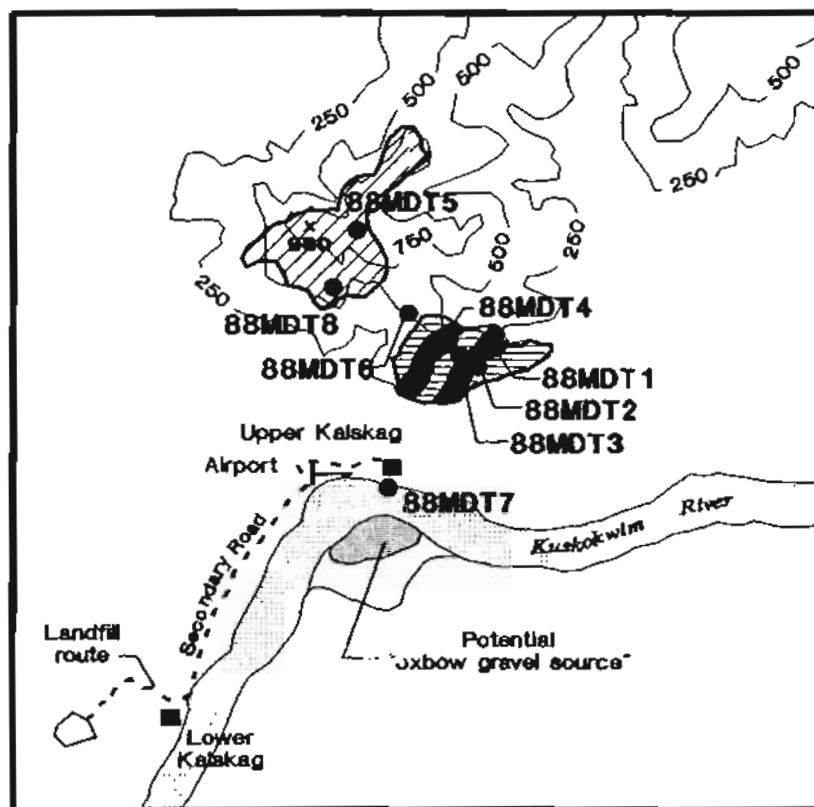 500
500
250
250
500
250
88MDT5
750
500
250
250
88MDT4
88MDT8
88MDT6
88MDT1
88MDT2
88MDT3
Upper Kalskag
Airport
88MDT7
Kuskokwim River
Secondary Road
Landfill
route
Potential
"oxbow gravel source"
Lower
Kalskag